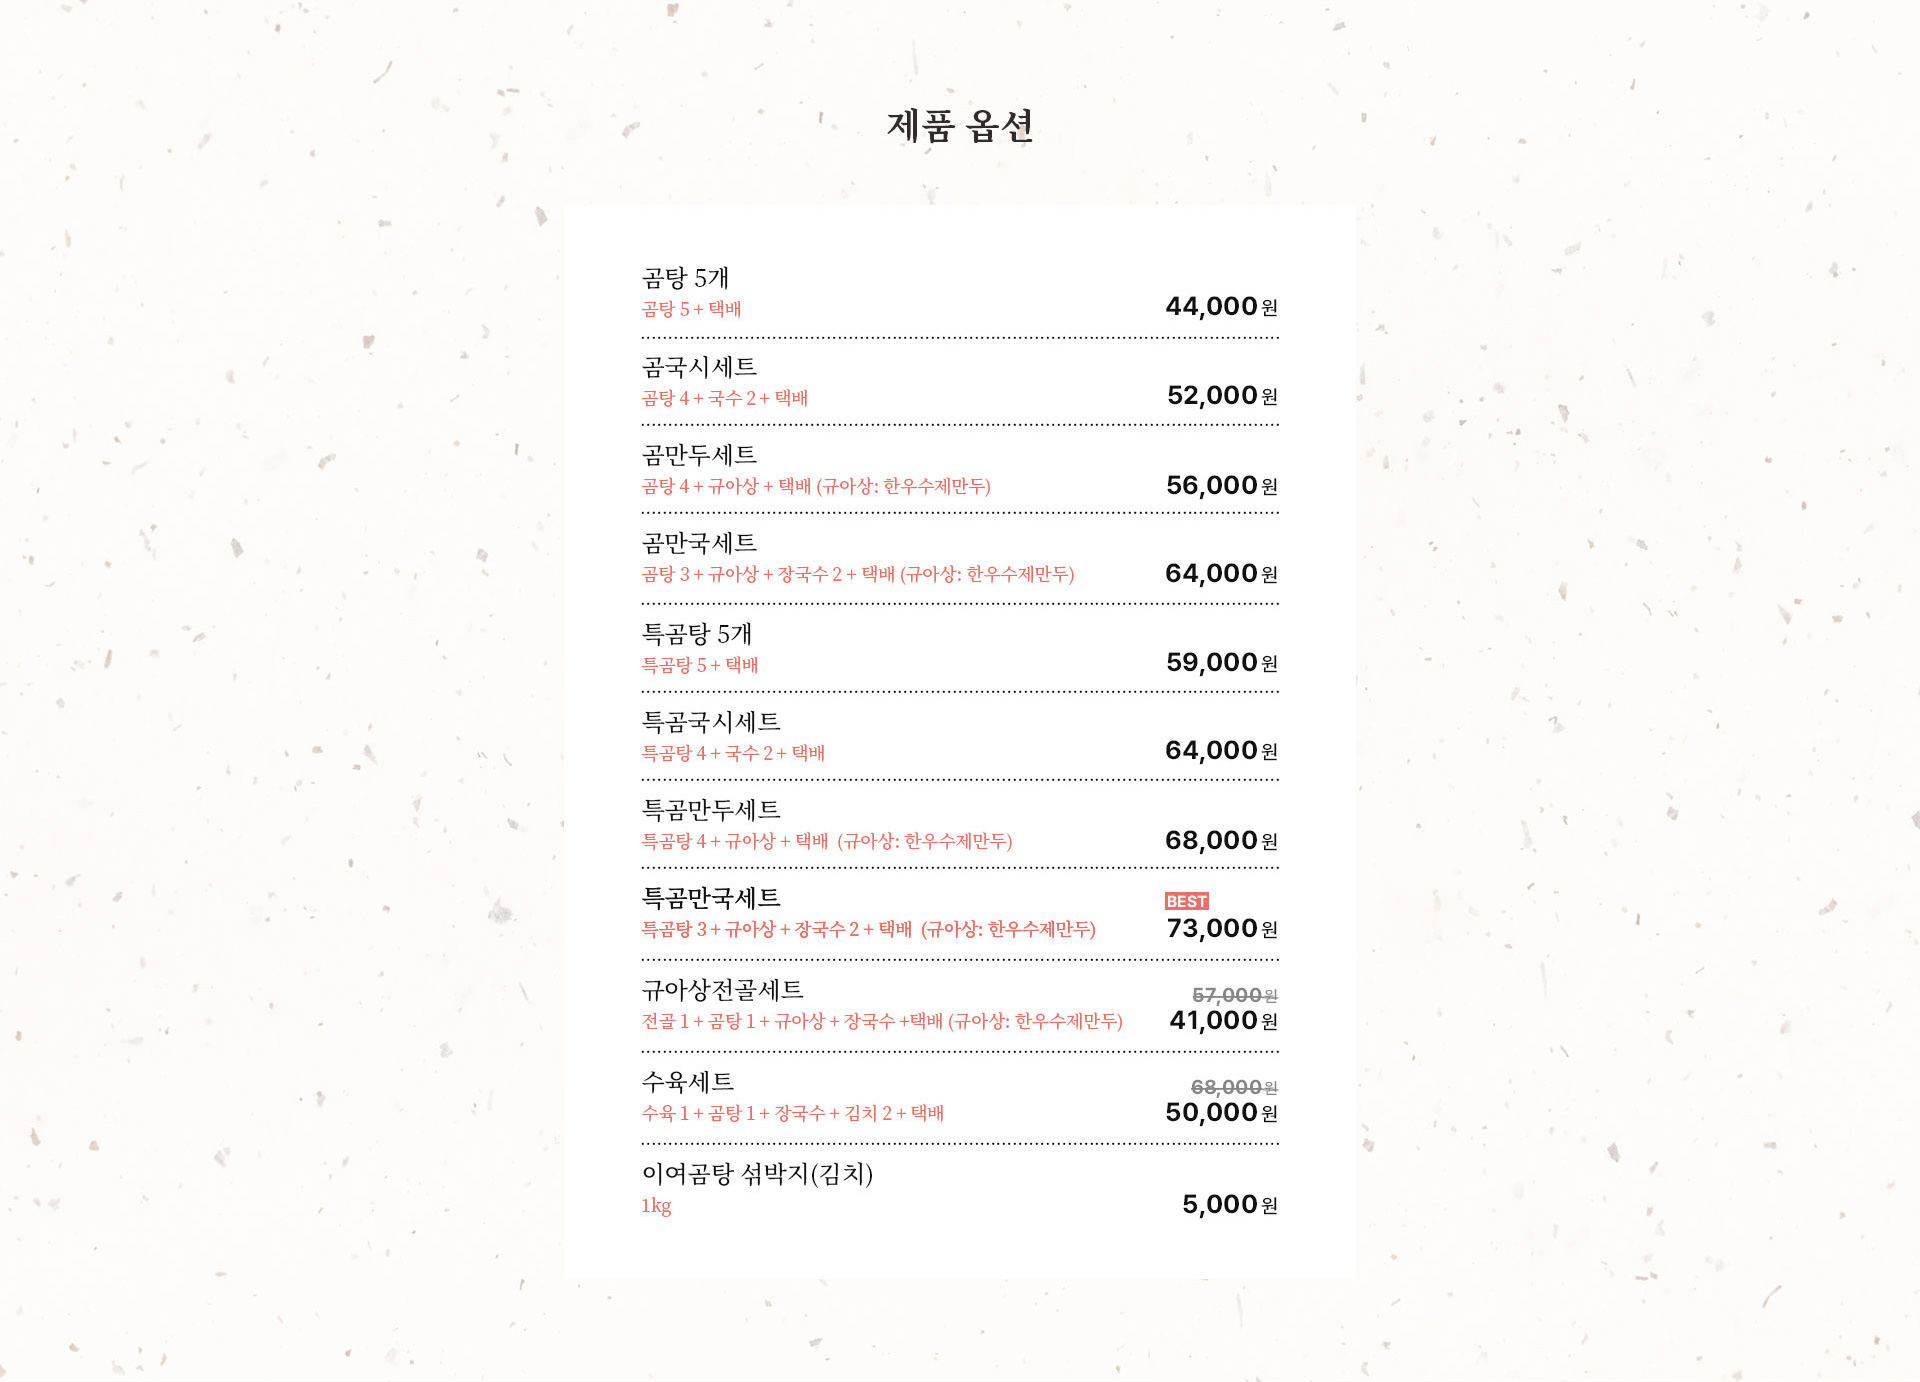 제품 옵션
곰탕 5개
곰탕 5 + 택배
44,000원
곰국시세트
곰탕 4 + 국수 2 + 택배
52,000원
곰만두세트
곰탕 4 + 규아상 + 택배 (규아상: 한우수제만두)
56,000원
곰만국세트
곰탕 3 + 규아상 + 장국수 2 + 택배 (규아상: 한우수제만두)
64,000원
특곰탕 5개
특곰탕 5 + 택배
59,000원
특곰국시세트
특곰탕 4 + 국수 2 + 택배
64,000원
특곰만두세트
특곰탕 4 + 규아상 + 택배 (규아상: 한우수제만두)
68,000원
특곰만국세트
BEST
특곰탕 3 + 규아상 + 장국수 2 + 택배 (규아상: 한우수제만두)
73,000원
규아상전골세트
57,000원
전골 1 + 곰탕 1 + 규아상 + 장국수 +택배 (규아상: 한우수제만두)
41,000원
수육세트
68,000원
수육 1 + 곰탕 1 + 장국수 + 김치 2 + 택배
50,000원
이여곰탕 섞박지(김치)
1kg
5,000원